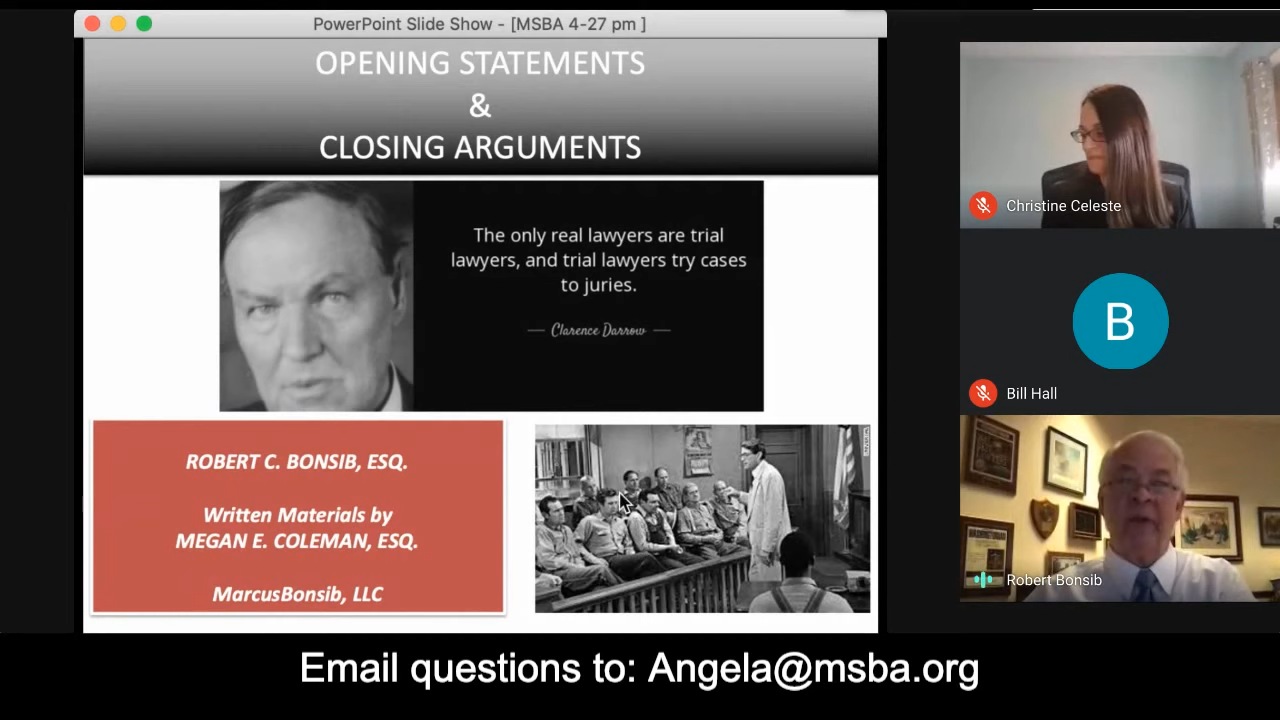 PowerPoint Slide Show - [MSBA 4-27 pm ]
OPENING STATEMENTS
&
CLOSING ARGUMENTS
The only real lawyers are trial
lawyers, and trial lawyers try cases
to juries.
— Clarence Darrow —
ROBERT C. BONSIB, ESQ.
Written Materials by
MEGAN E. COLEMAN, ESQ.
MarcusBonsib, LLC
Christine Celeste
B
Bill Hall
Robert Bonsib
Email questions to: Angela@msba.org